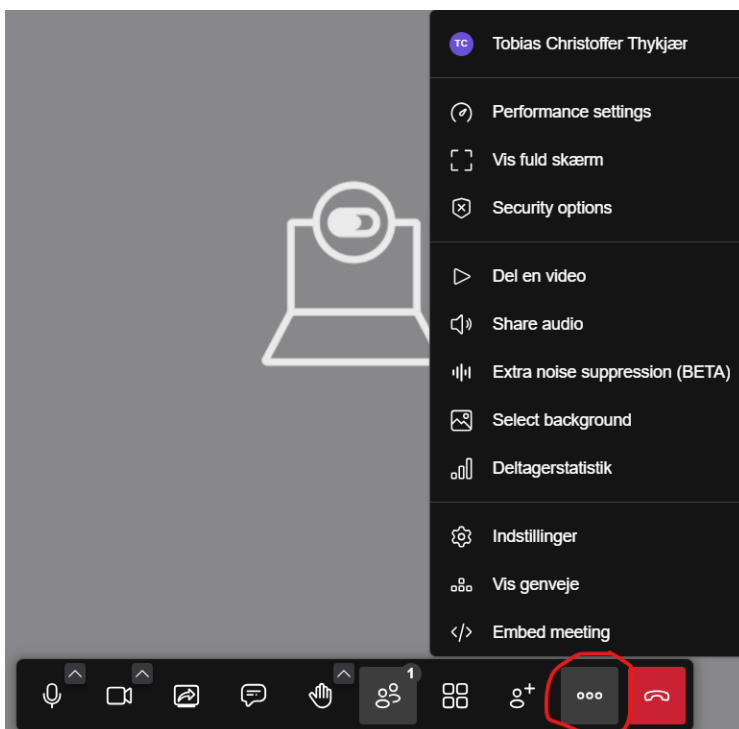 TC
Tobias Christoffer Thykjær
Performance settings
Vis fuld skærm
Security options
Del en video
Share audio
Extra noise suppression (BETA)
Select background
Deltagerstatistik
Indstillinger
Vis genveje
Embed meeting
1